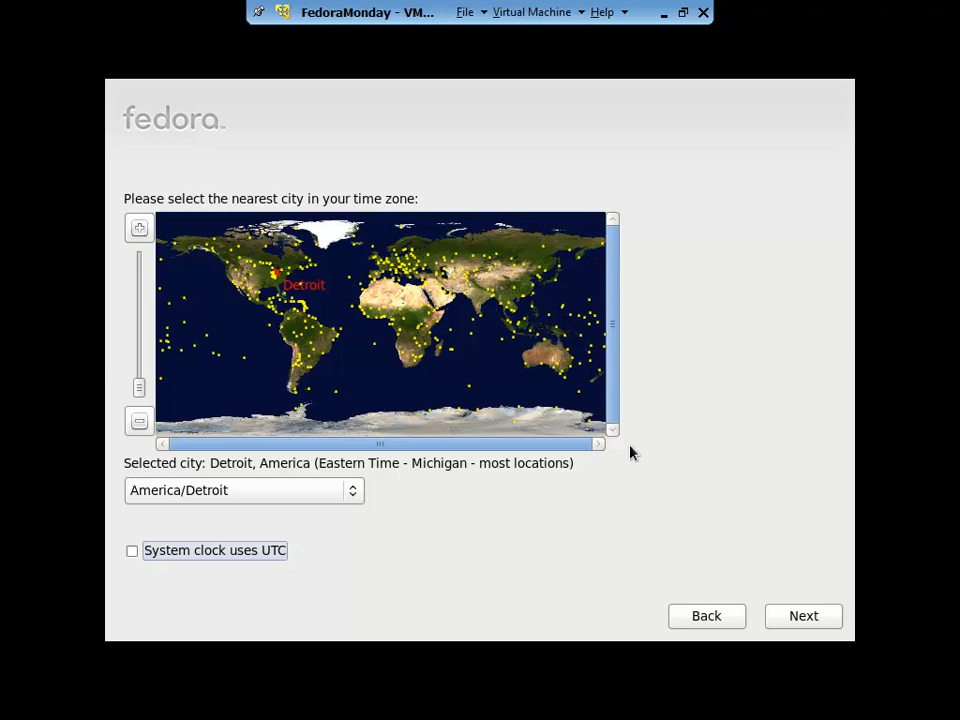 FedoraMonday - VM... File Virtual Machine Help
fedora™
Please select the nearest city in your time zone:
Detroit
Selected city: Detroit, America (Eastern Time - Michigan - most locations)
America/Detroit
System clock uses UTC
Back Next